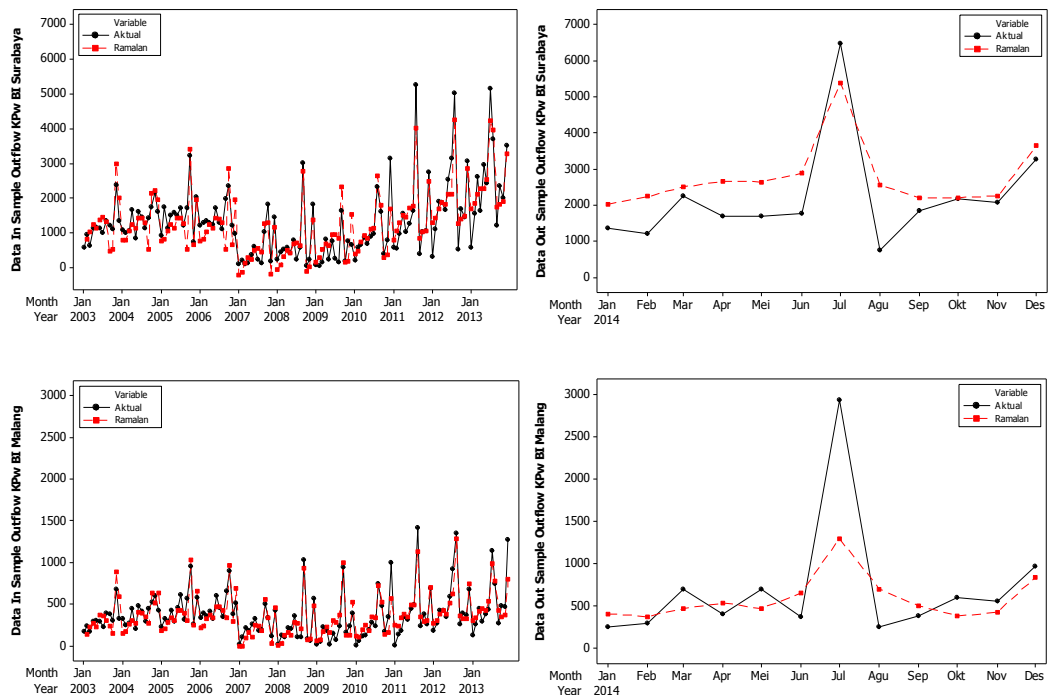 Data In Sample Outflow KPw BI Surabaya
7000
6000
5000
4000
3000
2000
1000
0
Variable
Aktual
Ramalan
Month Jan Jan Jan Jan Jan Jan Jan Jan Jan Jan Jan
Year 2003 2004 2005 2006 2007 2008 2009 2010 2011 2012 2013
Data Out Sample Outflow KPw BI Surabaya
7000
6000
5000
4000
3000
2000
1000
0
Variable
Aktual
Ramalan
Month Jan Feb Mar Apr Mei Jun Jul Agu Sep Okt Nov Des
Year 2014
Data In Sample Outflow KPw BI Malang
3000
2500
2000
1500
1000
500
0
Variable
Aktual
Ramalan
Month Jan Jan Jan Jan Jan Jan Jan Jan Jan Jan Jan
Year 2003 2004 2005 2006 2007 2008 2009 2010 2011 2012 2013
Data Out Sample Outflow KPw BI Malang
3000
2500
2000
1500
1000
500
0
Variable
Aktual
Ramalan
Month Jan Feb Mar Apr Mei Jun Jul Agu Sep Okt Nov Des
Year 2014